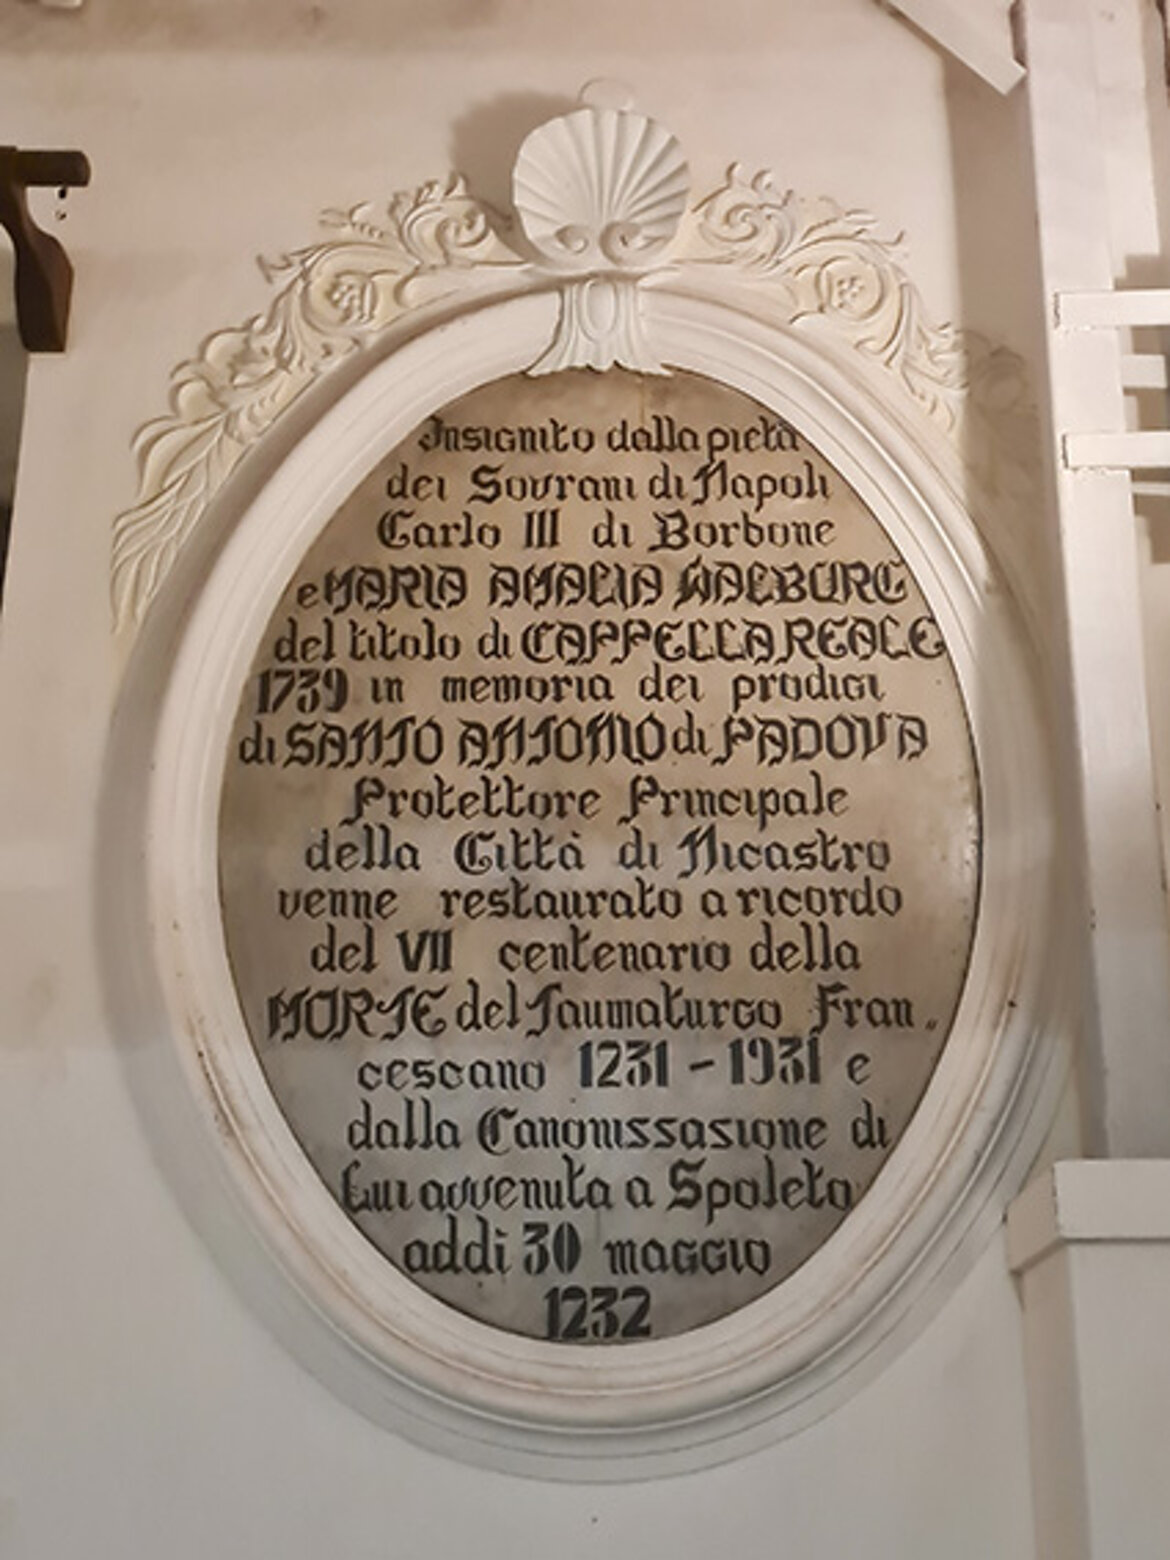 Insignito dalla pietà
dei Sovrani di Napoli
Carlo III di Borbone
e MARIA AMALIA WALBURG
del titolo di CAPPELLA REALE
1739 in memoria dei prodigi
di SANTO ANTONIO di PADOVA
Protettore Principale
della Città di Nicastro
venne restaurato a ricordo
del VII centenario della
MORTE del Taumaturgo Fran„
cescano 1231-1931 e
dalla Canonissasione di
Lui avvenuta a Spoleto
addì 30 maggio
1232